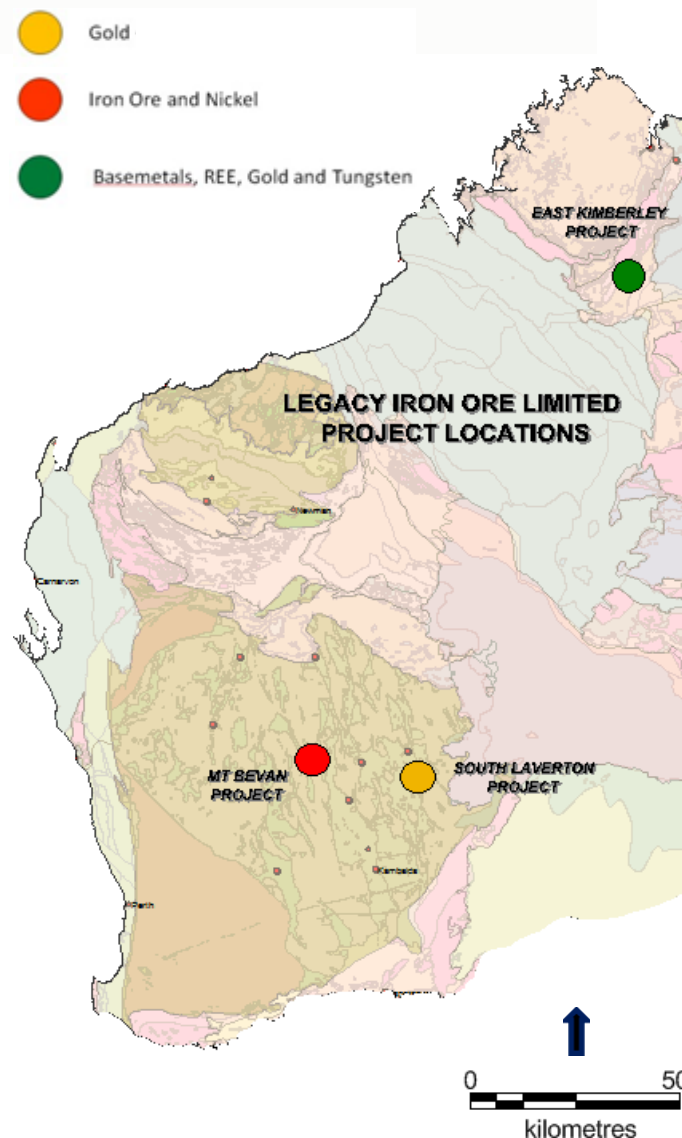 Gold
Iron Ore and Nickel
Basemetals, REE, Gold and Tungsten
EAST KIMBERLEY
PROJECT
LEGACY IRON ORE LIMITED
PROJECT LOCATIONS
Newman
Carnarvon
MT BEVAN
PROJECT
SOUTH LAVERTON
PROJECT
Kambalda
Perth
0 50
kilometres